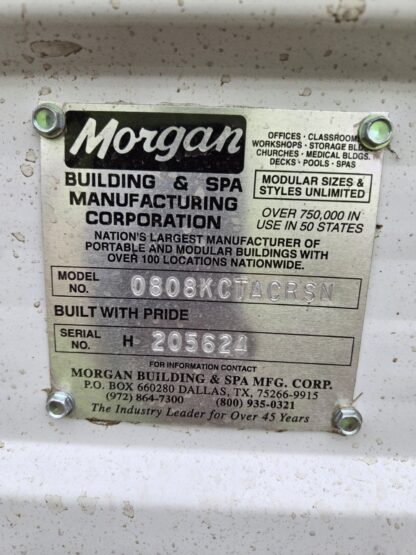 Morgan
OFFICES · CLASSROOMS
WORKSHOPS · STORAGE BLDGS
CHURCHES · MEDICAL BLDGS.
DECKS · POOLS · SPAS
BUILDING & SPA
MANUFACTURING
CORPORATION
MODULAR SIZES &
STYLES UNLIMITED
OVER 750,000 IN
USE IN 50 STATES
NATION'S LARGEST MANUFACTURER OF
PORTABLE AND MODULAR BUILDINGS WITH
OVER 100 LOCATIONS NATIONWIDE.
MODEL
NO.
0808KCTACRSN
BUILT WITH PRIDE
SERIAL
NO.
H 205624
FOR INFORMATION CONTACT
MORGAN BUILDING & SPA MFG. CORP.
P.O. BOX 660280 DALLAS, TX, 75266-9915
(972) 864-7300 (800) 935-0321
The Industry Leader for Over 45 Years